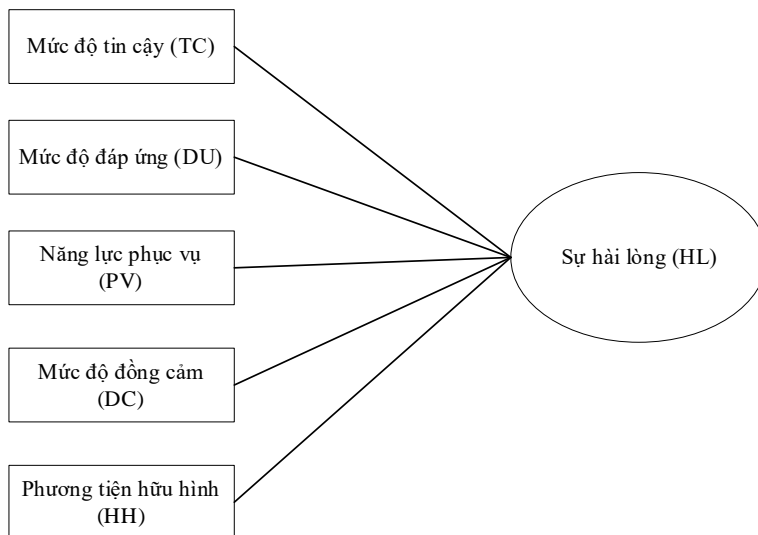 Mức độ tin cậy (TC)
Mức độ đáp ứng (DU)
Năng lực phục vụ
(PV)
Sự hài lòng (HL)
Mức độ đồng cảm
(DC)
Phương tiện hữu hình
(HH)